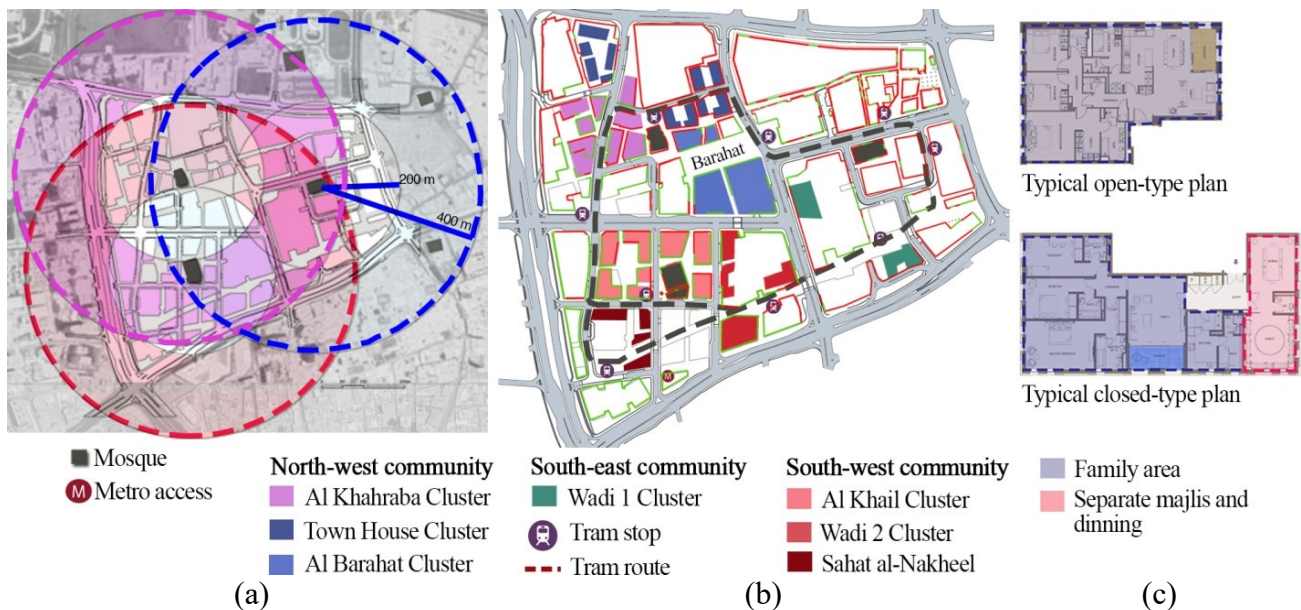 200 m
400 m
Barahat
M
Typical open-type plan
Typical closed-type plan
Mosque
M Metro access
North-west community
Al Khahraba Cluster
Town House Cluster
Al Barahat Cluster
South-east community
Wadi 1 Cluster
Tram stop
Tram route
South-west community
Al Khail Cluster
Wadi 2 Cluster
Sahat al-Nakheel
Family area
Separate majlis and
dinning
(a)
(b)
(c)